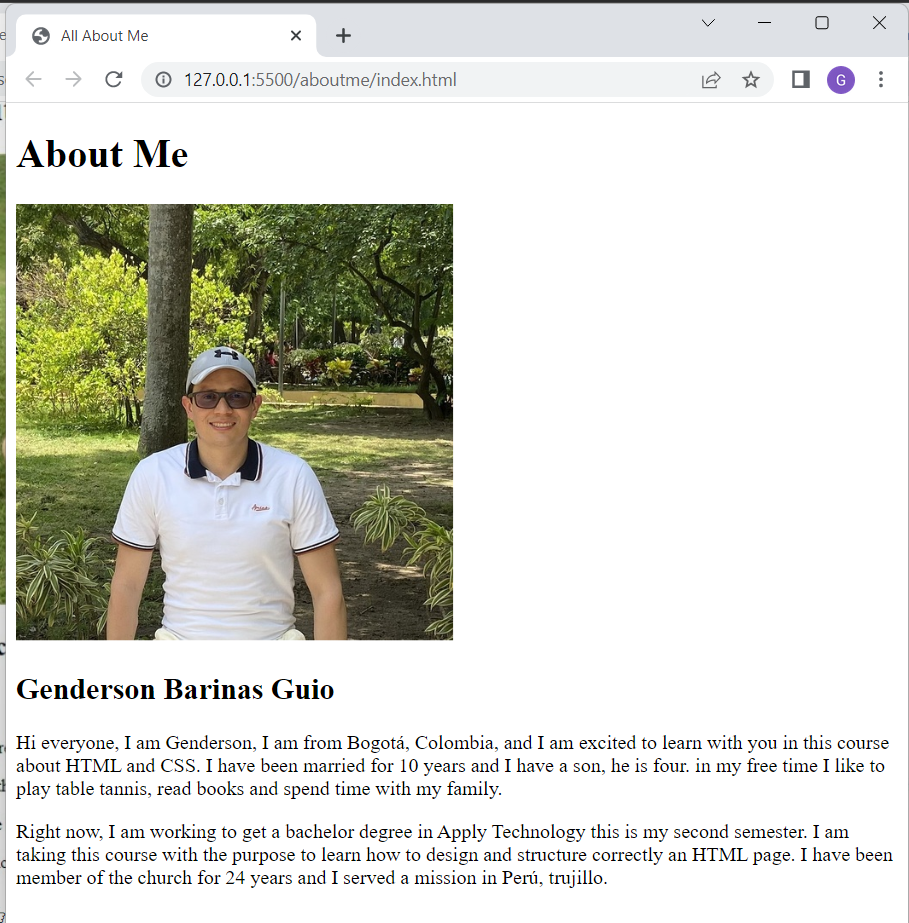 All About Me
127.0.0.1:5500/aboutme/index.html
G
About Me
Genderson Barinas Guio
Hi everyone, I am Genderson, I am from Bogotá, Colombia, and I am excited to learn with you in this course
about HTML and CSS. I have been married for 10 years and I have a son, he is four. in my free time I like to
play table tannis, read books and spend time with my family.
Right now, I am working to get a bachelor degree in Apply Technology this is my second semester. I am
taking this course with the purpose to learn how to design and structure correctly an HTML page. I have been
member of the church for 24 years and I served a mission in Perú, trujillo.